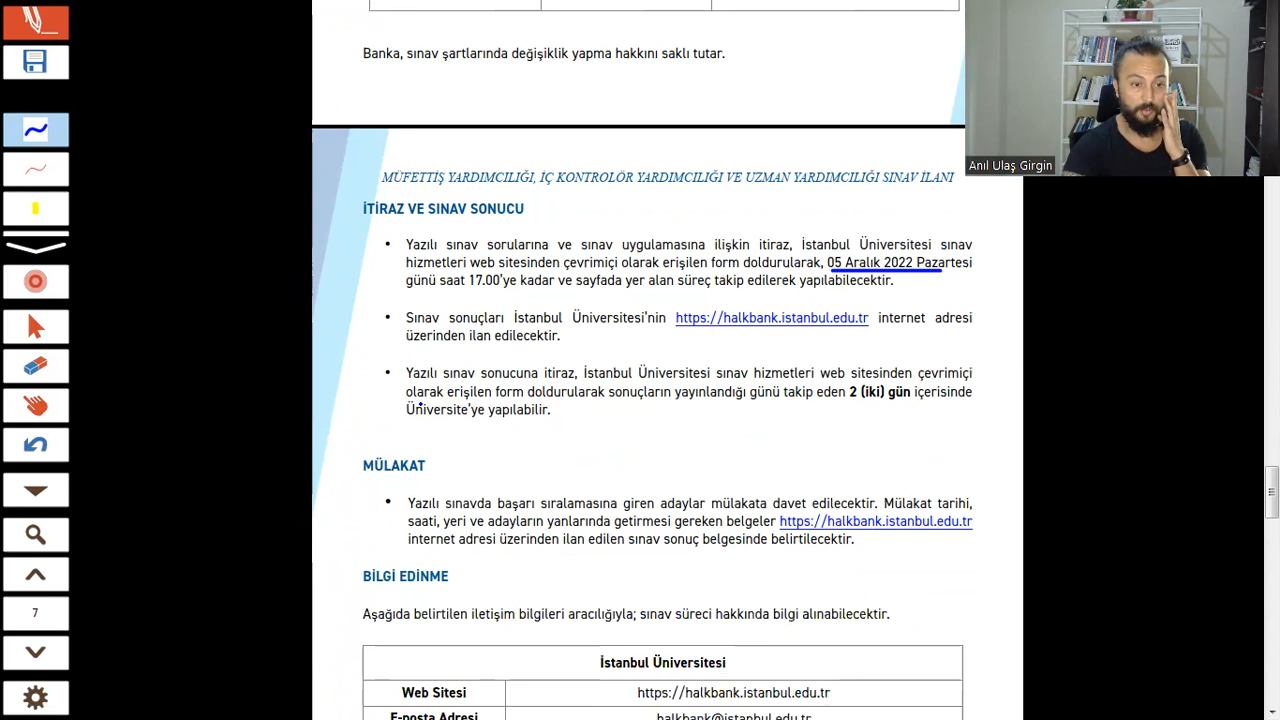 Banka, sınav şartlarında değişiklik yapma hakkını saklı tutar.
Anıl Ulaş Girgin
MÜFETTİŞ YARDIMCILIĞI, İÇ KONTROLÖR YARDIMCILIĞI VE UZMAN YARDIMCILIĞI SINAV İLANI
İTİRAZ VE SINAV SONUCU
• Yazılı sınav sorularına ve sınav uygulamasına ilişkin itiraz, İstanbul Üniversitesi sınav
hizmetleri web sitesinden çevrimiçi olarak erişilen form doldurularak, 05 Aralık 2022 Pazartesi
günü saat 17.00'ye kadar ve sayfada yer alan süreç takip edilerek yapılabilecektir.
• Sınav sonuçları İstanbul Üniversitesi'nin https://halkbank.istanbul.edu.tr internet adresi
üzerinden ilan edilecektir.
• Yazılı sınav sonucuna itiraz, İstanbul Üniversitesi sınav hizmetleri web sitesinden çevrimiçi
olarak erişilen form doldurularak sonuçların yayınlandığı günü takip eden 2 (iki) gün içerisinde
Üniversite'ye yapılabilir.
MÜLAKAT
• Yazılı sınavda başarı sıralamasına giren adaylar mülakata davet edilecektir. Mülakat tarihi,
saati, yeri ve adayların yanlarında getirmesi gereken belgeler https://halkbank.istanbul.edu.tr
internet adresi üzerinden ilan edilen sınav sonuç belgesinde belirtilecektir.
BİLGİ EDİNME
7
Aşağıda belirtilen iletişim bilgileri aracılığıyla; sınav süreci hakkında bilgi alınabilecektir.
İstanbul Üniversitesi
Web Sitesi https://halkbank.istanbul.edu.tr
E-posta Adresi halkbank@istanbul.edu.tr